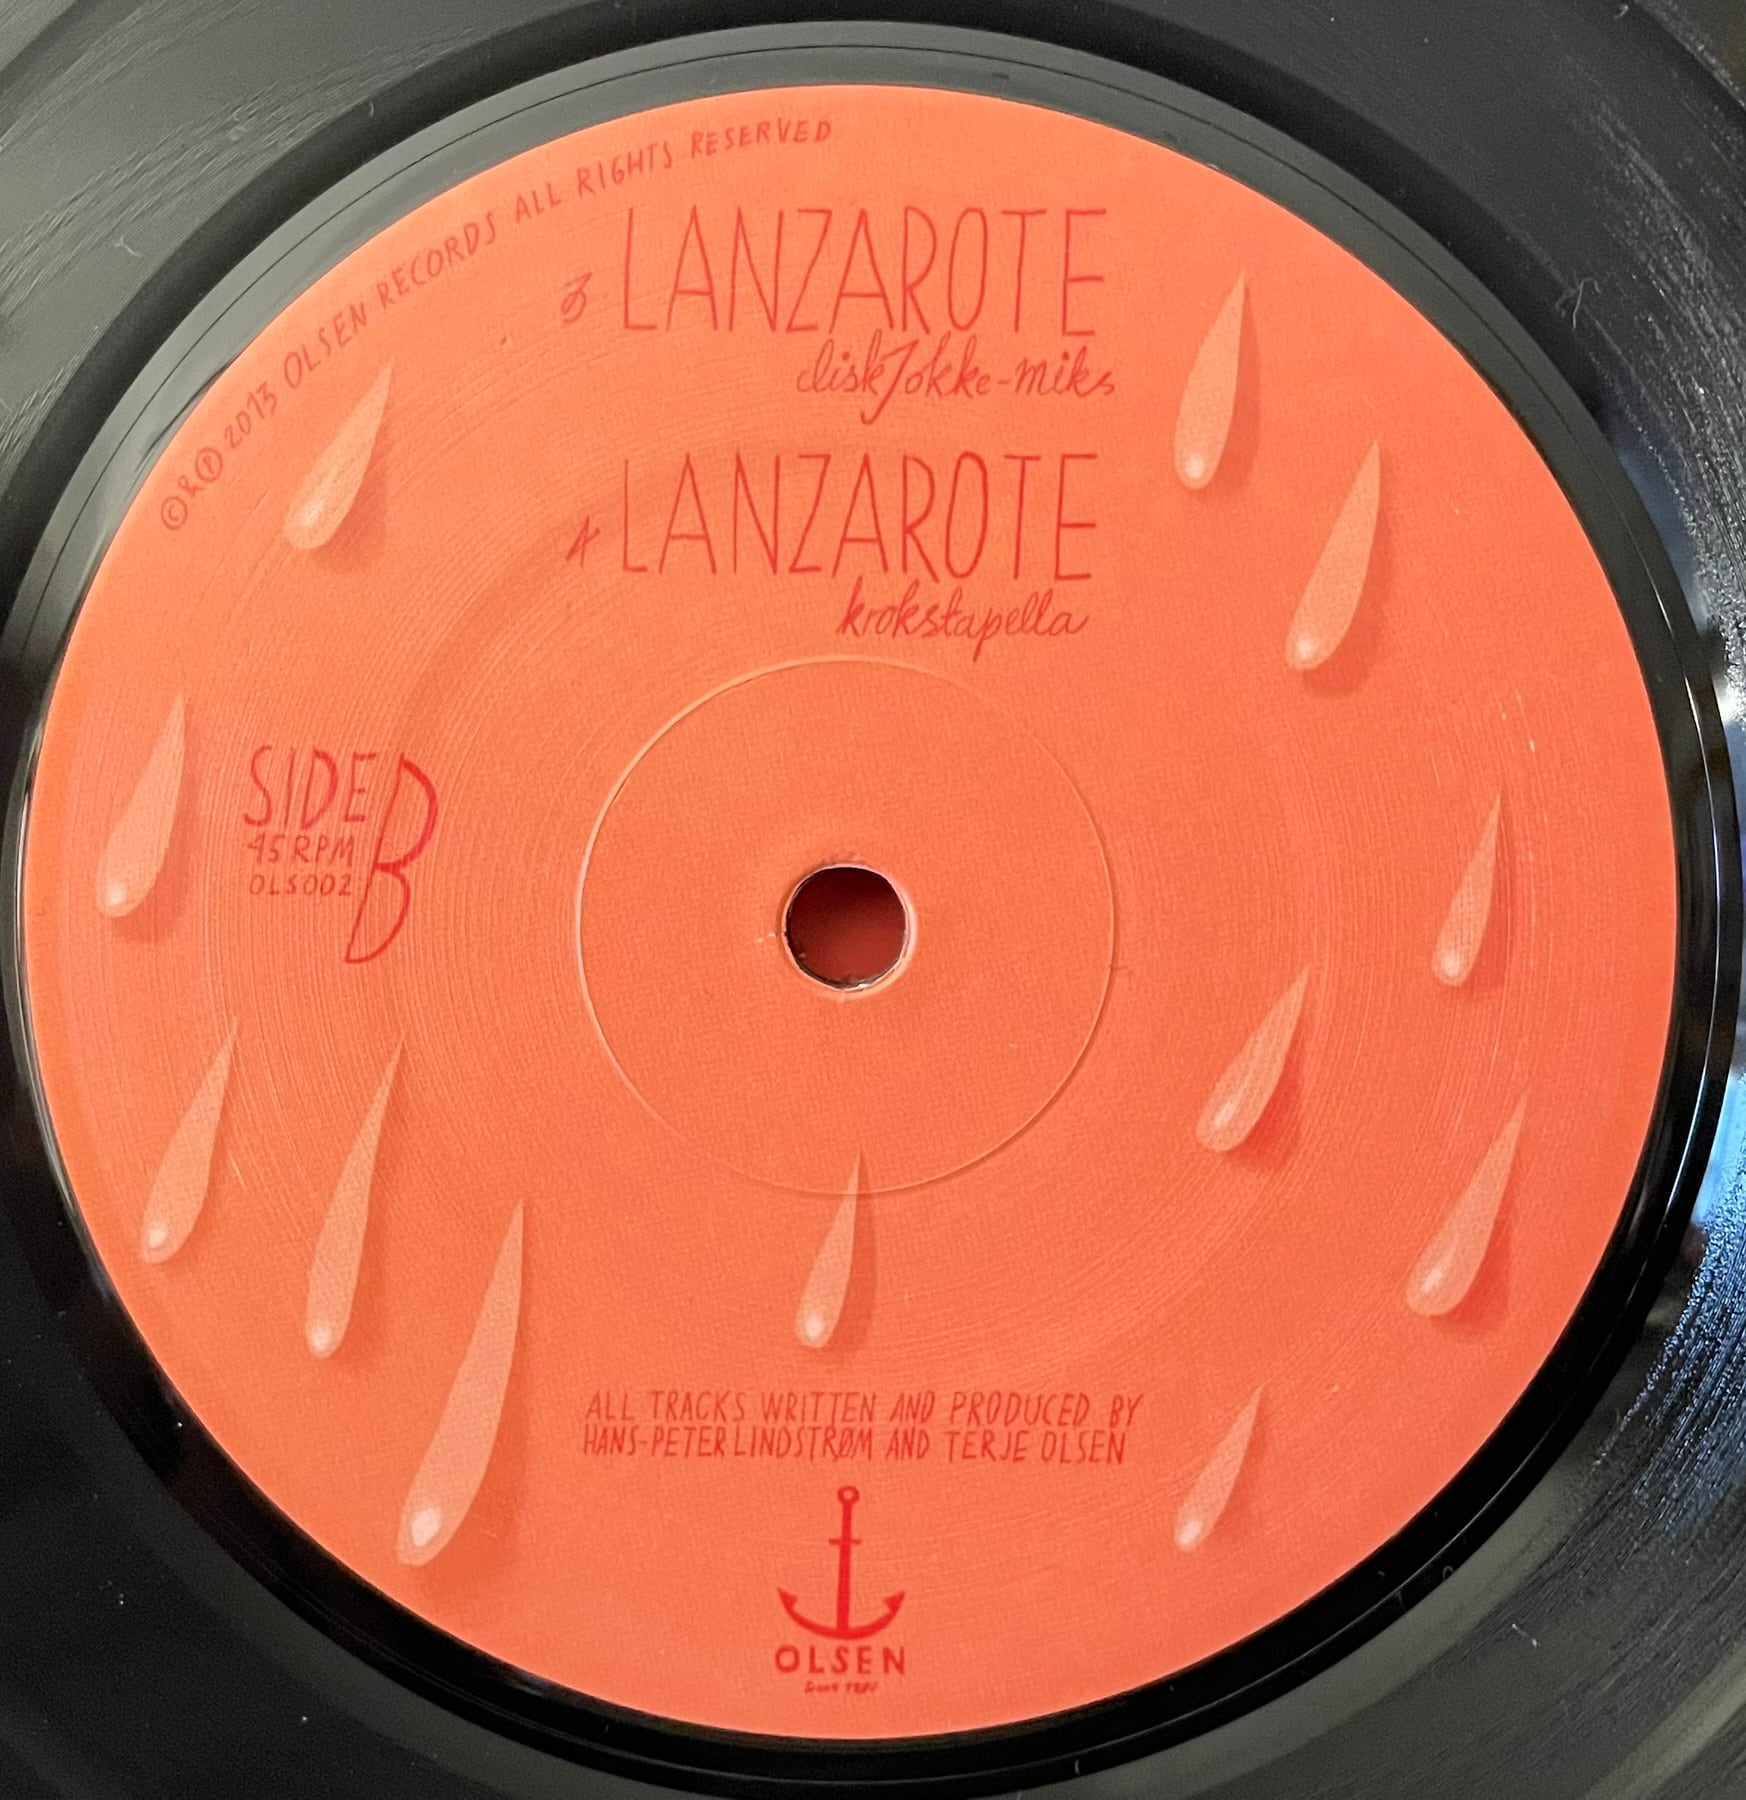 ©&℗ 2013 OLSEN RECORDS ALL RIGHTS RESERVED
3 LANZAROTE
diskJokke-miks
4 LANZAROTE
krokstapella
SIDE B
45 RPM
OLS002
ALL TRACKS WRITTEN AND PRODUCED BY
HANS-PETER LINDSTRØM AND TERJE OLSEN
OLSEN